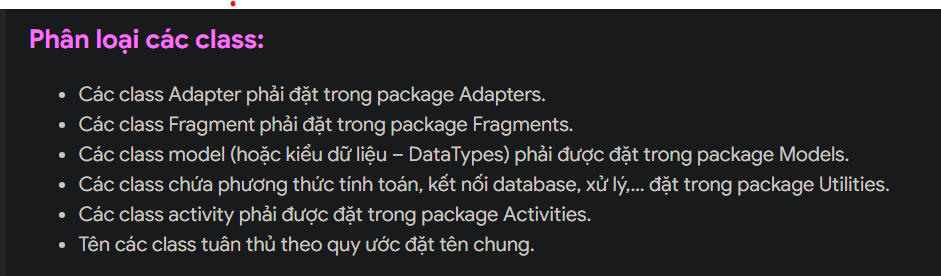 Phân loại các class:
• Các class Adapter phải đặt trong package Adapters.
• Các class Fragment phải đặt trong package Fragments.
• Các class model (hoặc kiểu dữ liệu – DataTypes) phải được đặt trong package Models.
• Các class chứa phương thức tính toán, kết nối database, xử lý,... đặt trong package Utilities.
• Các class activity phải được đặt trong package Activities.
• Tên các class tuân thủ theo quy ước đặt tên chung.